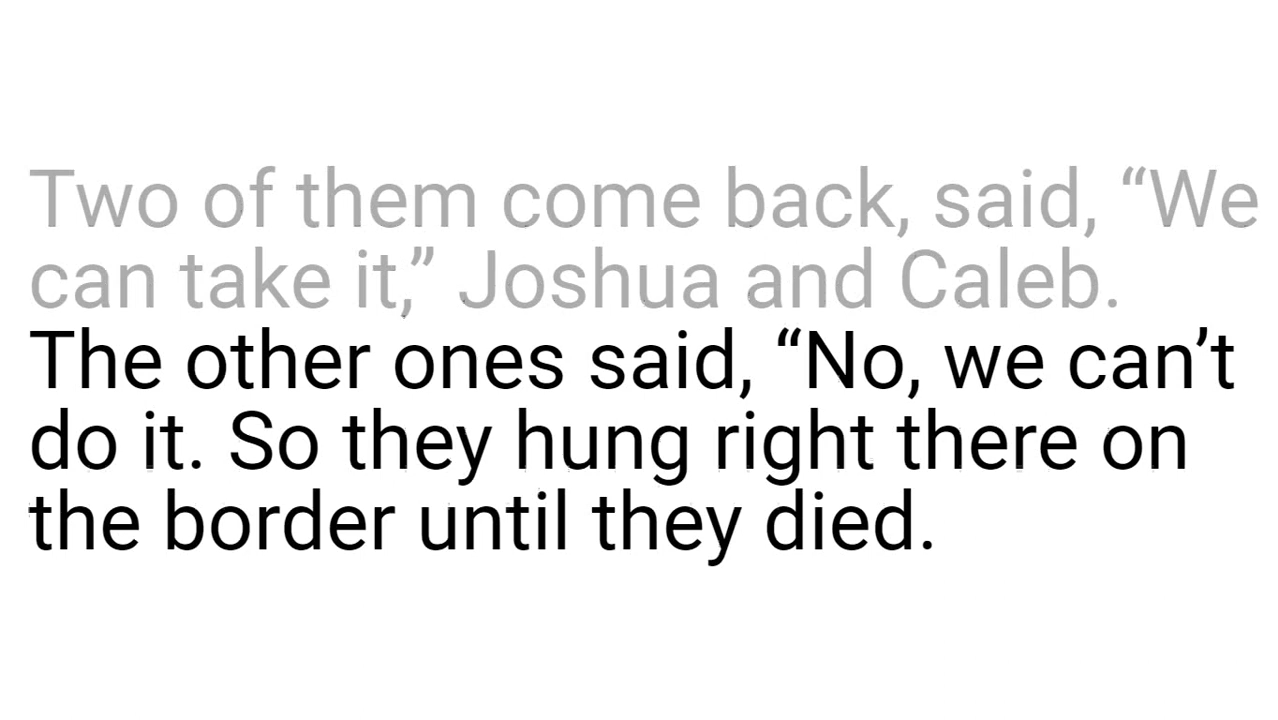 Two of them come back, said, “We
can take it,” Joshua and Caleb.
The other ones said, “No, we can’t
do it. So they hung right there on
the border until they died.